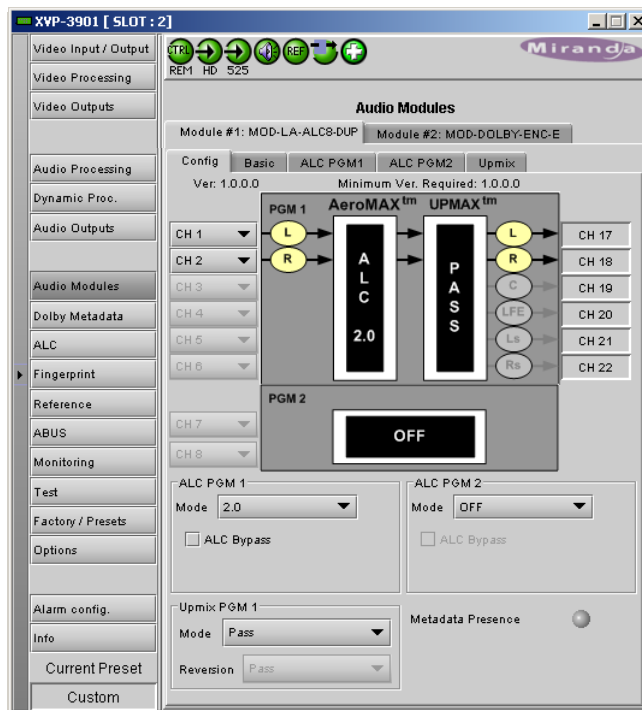 XVP-3901 [ SLOT : 2]
Video Input / Output
Video Processing
Video Outputs
Audio Processing
Dynamic Proc.
Audio Outputs
Audio Modules
Dolby Metadata
ALC
Fingerprint
Reference
ABUS
Monitoring
Test
Factory / Presets
Options
Alarm config.
Info
Current Preset
Custom
CTRL REF
REM HD 525
Miranda
Audio Modules
Module #1: MOD-LA-ALC8-DUP Module #2: MOD-DOLBY-ENC-E
Config Basic ALC PGM1 ALC PGM2 Upmix
Ver: 1.0.0.0 Minimum Ver. Required: 1.0.0.0
PGM 1 AeroMAX tm UPMAX tm
CH 1 L L CH 17
CH 2 R R CH 18
CH 3 C CH 19
CH 4 LFE CH 20
CH 5 Ls CH 21
CH 6 Rs CH 22
ALC 2.0
PASS
PGM 2
CH 7
CH 8
OFF
ALC PGM 1
Mode 2.0
ALC Bypass
ALC PGM 2
Mode OFF
ALC Bypass
Upmix PGM 1
Mode Pass
Reversion Pass
Metadata Presence